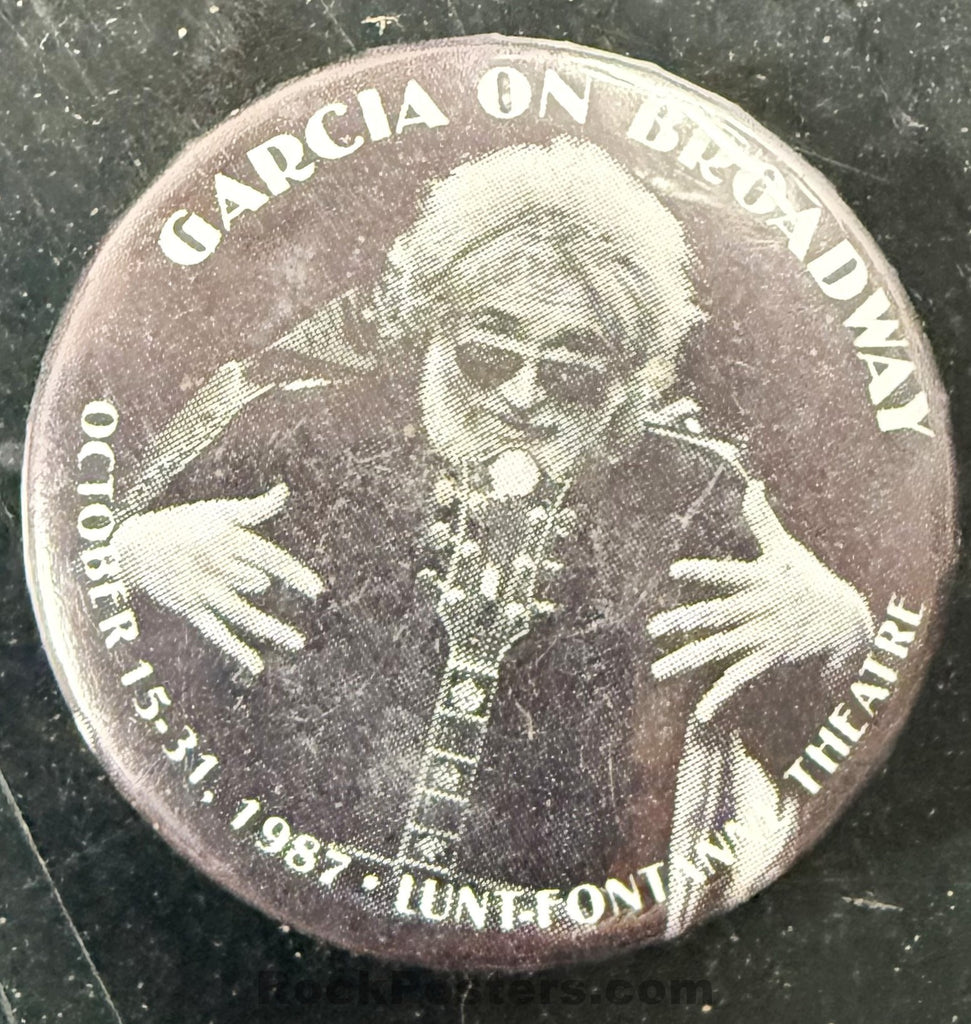 GARCIA ON BROADWAY
OCTOBER 15-31, 1987 • LUNT-FONTANNE THEATRE
RockPosters.com